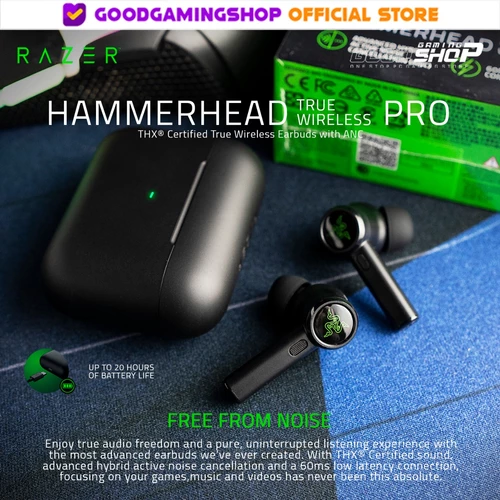 GOODGAMINGSHOP OFFICIAL STORE
RAZER
GAMING
SHOP
HAMMERHEAD TRUE WIRELESS PRO
THX® Certified True Wireless Earbuds with ANC
UP TO 20 HOURS
OF BATTERY LIFE
FREE FROM NOISE
Enjoy true audio freedom and a pure, uninterrupted listening experience with
the most advanced earbuds we've ever created. With THX® Certified sound,
advanced hybrid active noise cancellation and a 60ms low latency connection,
focusing on your games,music and videos has never been this absolute.